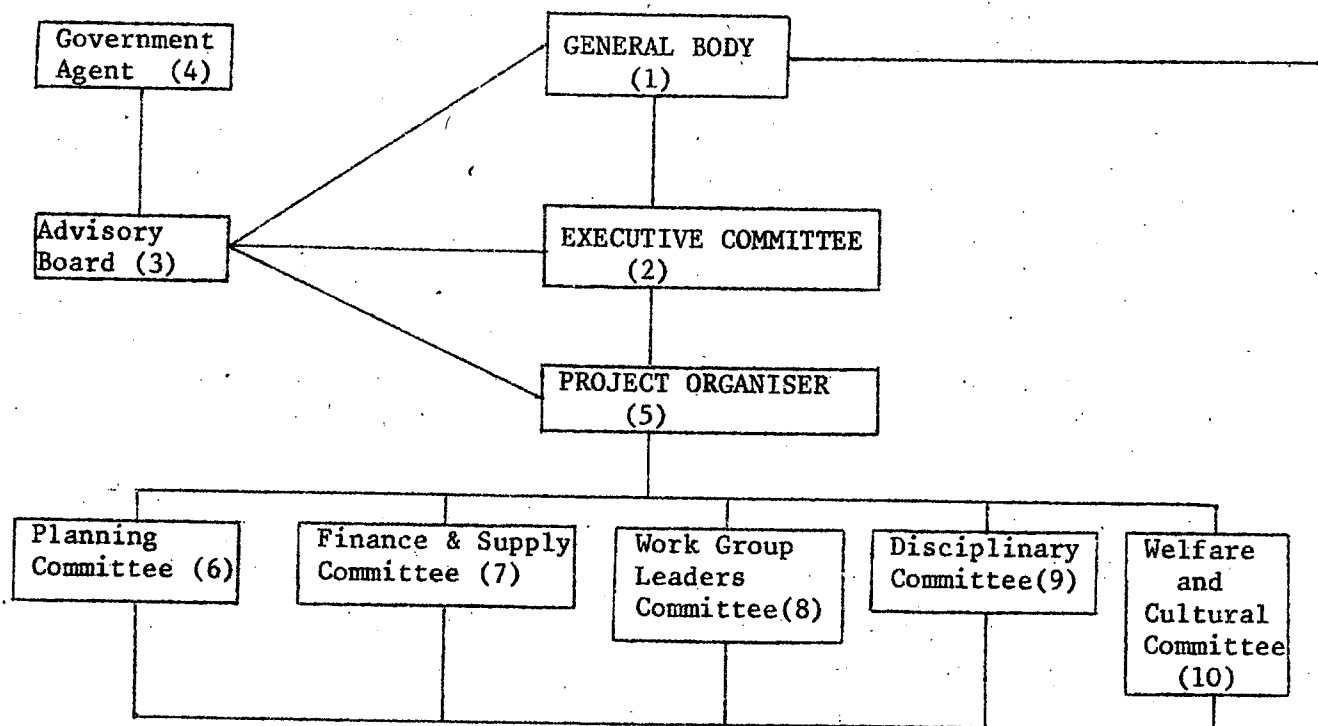 Government
Agent (4)
GENERAL BODY
(1)
Advisory
Board (3)
EXECUTIVE COMMITTEE
(2)
PROJECT ORGANISER
(5)
Planning
Committee (6)
Finance & Supply
Committee (7)
Work Group
Leaders
Committee(8)
Disciplinary
Committee(9)
Welfare
and
Cultural
Committee
(10)